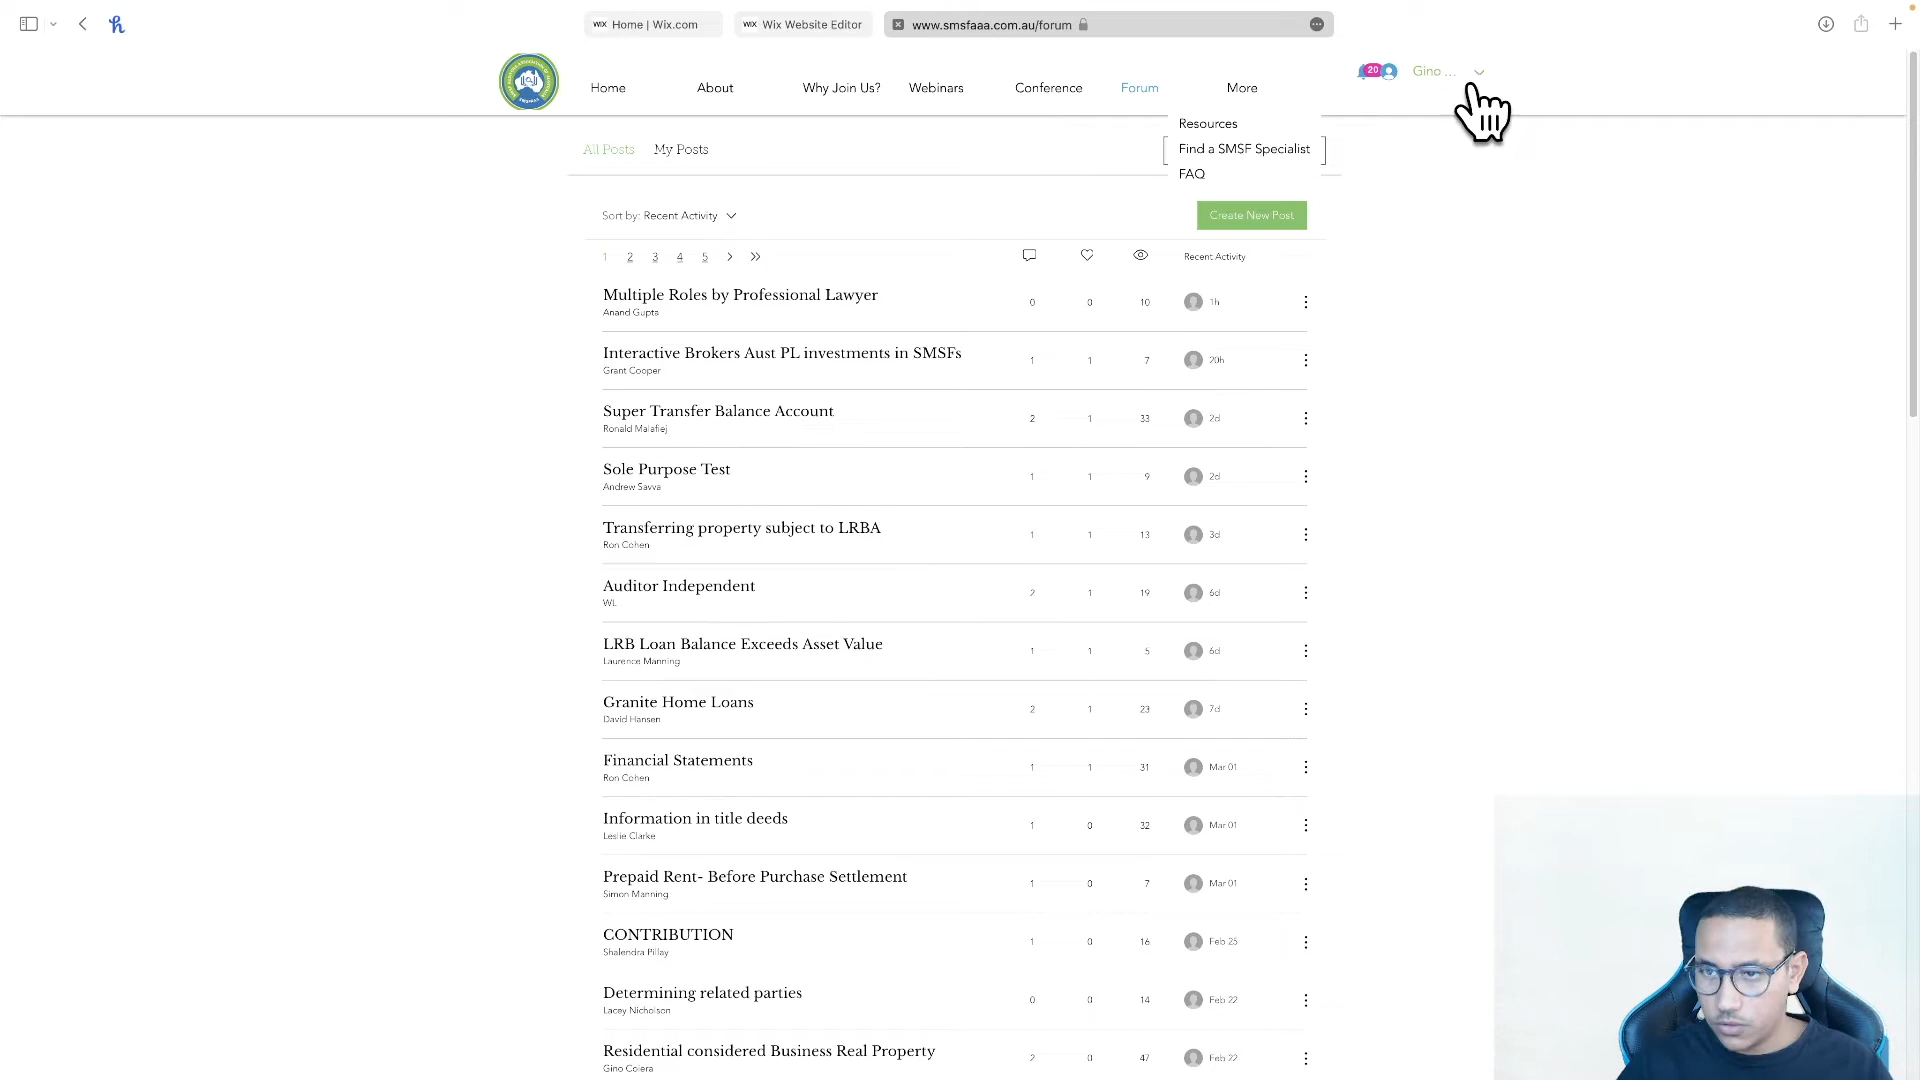 WIX Home | Wix.com
WIX Wix Website Editor
www.smsfaaa.com.au/forum
Home
About
Why Join Us?
Webinars
Conference
Forum
More
20
Gino ...
Resources
Find a SMSF Specialist
FAQ
All Posts
My Posts
Sort by: Recent Activity
Create New Post
1 2 3 4 5
Recent Activity
Multiple Roles by Professional Lawyer
Anand Gupta
0 0 10 1h
Interactive Brokers Aust PL investments in SMSFs
Grant Cooper
1 1 7 20h
Super Transfer Balance Account
Ronald Malafiej
2 1 33 2d
Sole Purpose Test
Andrew Savva
1 1 9 2d
Transferring property subject to LRBA
Ron Cohen
1 1 13 3d
Auditor Independent
WL
2 1 19 6d
LRB Loan Balance Exceeds Asset Value
Laurence Manning
1 1 5 6d
Granite Home Loans
David Hansen
2 1 23 7d
Financial Statements
Ron Cohen
1 1 31 Mar 01
Information in title deeds
Leslie Clarke
1 0 32 Mar 01
Prepaid Rent- Before Purchase Settlement
Simon Manning
1 0 7 Mar 01
CONTRIBUTION
Shalendra Pillay
1 0 16 Feb 25
Determining related parties
Lacey Nicholson
0 0 14 Feb 22
Residential considered Business Real Property
Gino Colera
2 0 47 Feb 22